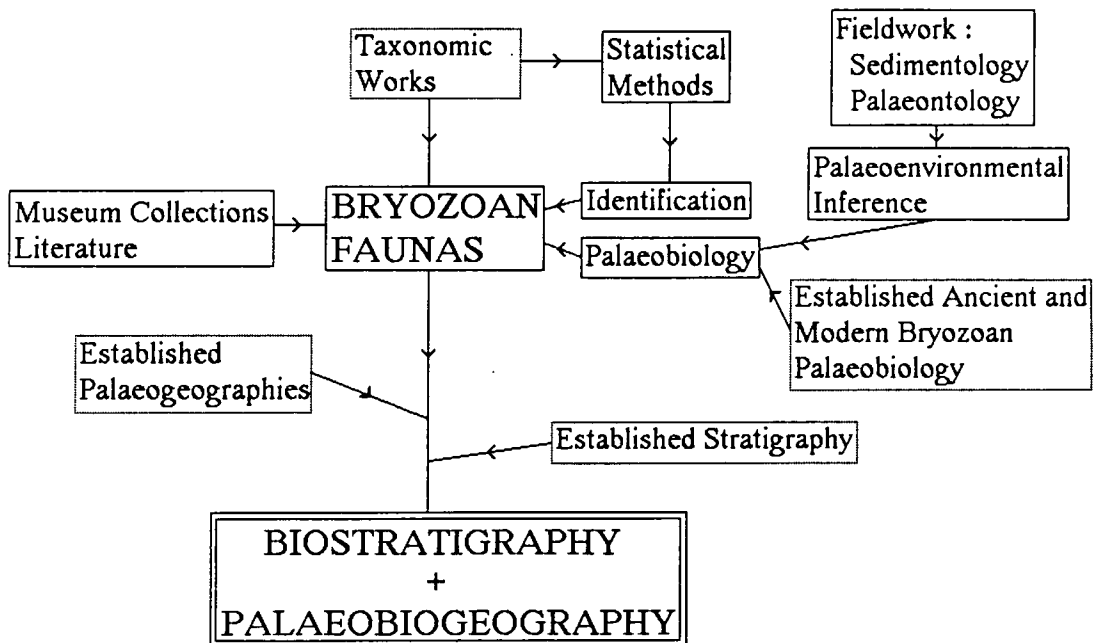 Taxonomic
Works
Statistical
Methods
Fieldwork :
Sedimentology
Palaeontology
Palaeoenvironmental
Inference
Museum Collections
Literature
BRYOZOAN
FAUNAS
Identification
Palaeobiology
Established Ancient and
Modern Bryozoan
Palaeobiology
Established
Palaeogeographies
Established Stratigraphy
BIOSTRATIGRAPHY
+
PALAEOBIOGEOGRAPHY